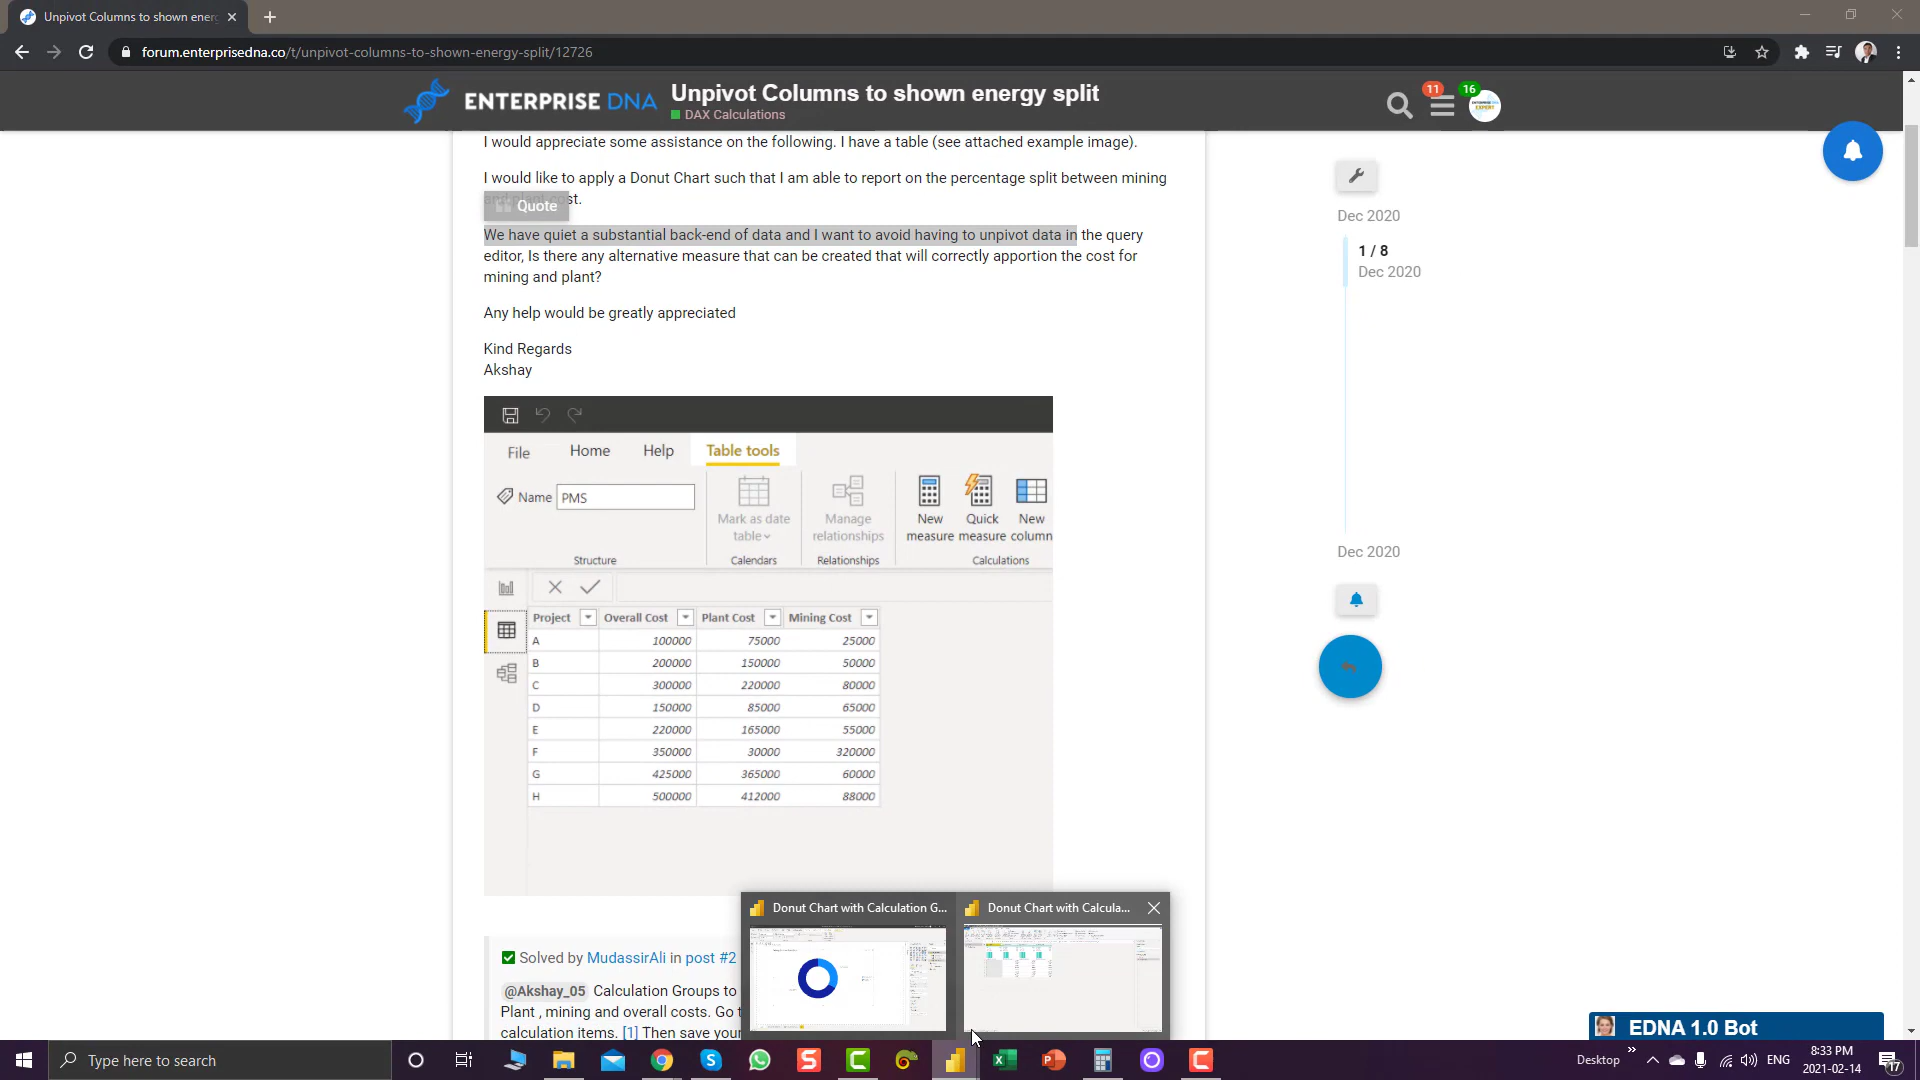 Unpivot Columns to shown ener
forum.enterprisedna.co/t/unpivot-columns-to-shown-energy-split/12726
ENTERPRISE DNA
Unpivot Columns to shown energy split
DAX Calculations
11
16
I would appreciate some assistance on the following. I have a table (see attached example image).
I would like to apply a Donut Chart such that I am able to report on the percentage split between mining
st.
Quote
We have quiet a substantial back-end of data and I want to avoid having to unpivot data in the query
editor, Is there any alternative measure that can be created that will correctly apportion the cost for
mining and plant?
Any help would be greatly appreciated
Kind Regards
Akshay
Dec 2020
1 / 8
Dec 2020
Dec 2020
File Home Help Table tools
Name PMS
Mark as date table
Manage relationships
New measure
Quick measure
New column
Structure Calendars Relationships Calculations
Project Overall Cost Plant Cost Mining Cost
A 100000 75000 25000
B 200000 150000 50000
C 300000 220000 80000
D 150000 85000 65000
E 220000 165000 55000
F 350000 30000 320000
G 425000 365000 60000
H 500000 412000 88000
Solved by MudassirAli in post #2
@Akshay_05 Calculation Groups to
Plant , mining and overall costs. Go t
calculation items. [1] Then save your
Donut Chart with Calculation G...
Donut Chart with Calcula...
EDNA 1.0 Bot
Type here to search
Desktop
ENG
8:33 PM
2021-02-14
17